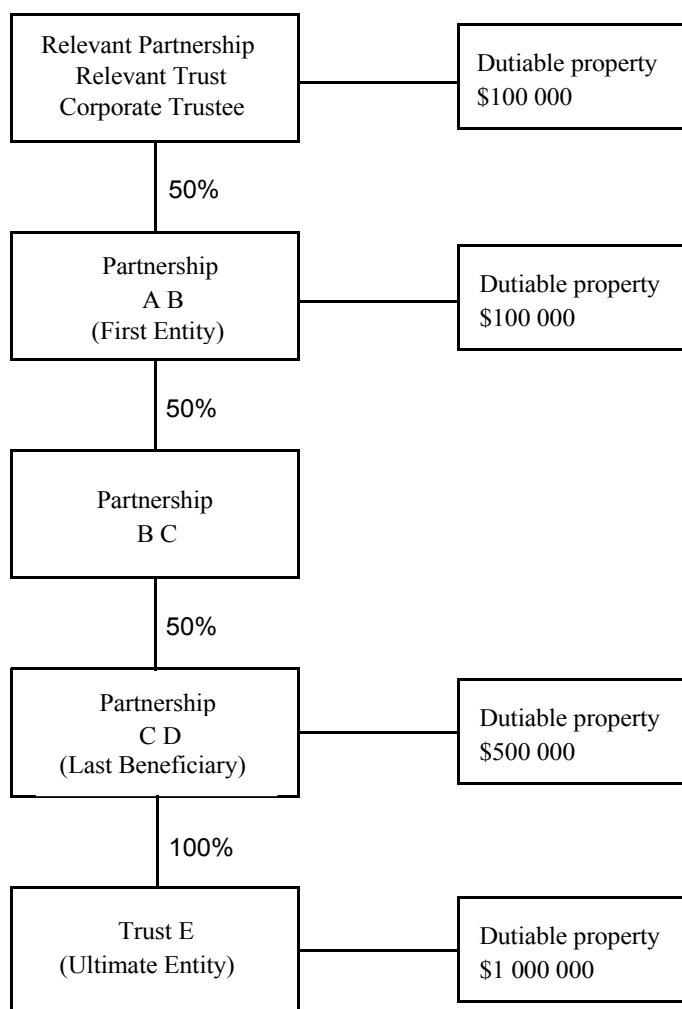 Relevant Partnership
Relevant Trust
Corporate Trustee
Dutiable property
$100 000
50%
Partnership
A B
(First Entity)
Dutiable property
$100 000
50%
Partnership
B C
50%
Partnership
C D
(Last Beneficiary)
Dutiable property
$500 000
100%
Trust E
(Ultimate Entity)
Dutiable property
$1 000 000